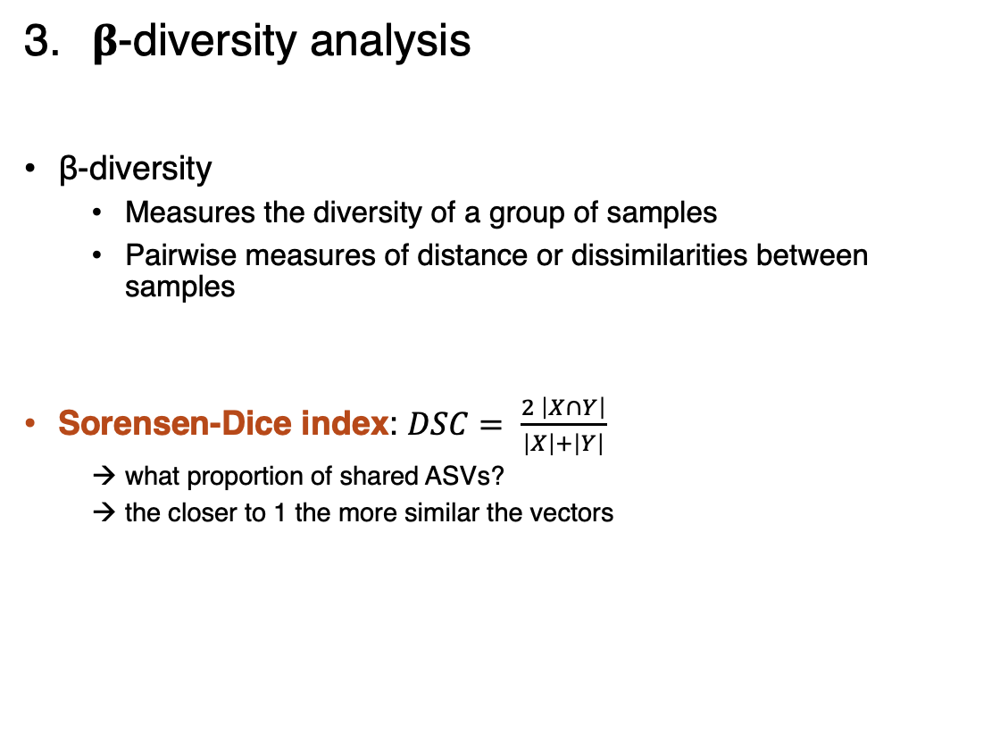 3. β-diversity analysis
• β-diversity
• Measures the diversity of a group of samples
• Pairwise measures of distance or dissimilarities between
samples
• Sorensen-Dice index: 𝐷𝑆𝐶 = 2 |𝑋∩𝑌| / |𝑋|+|𝑌|
→ what proportion of shared ASVs?
→ the closer to 1 the more similar the vectors